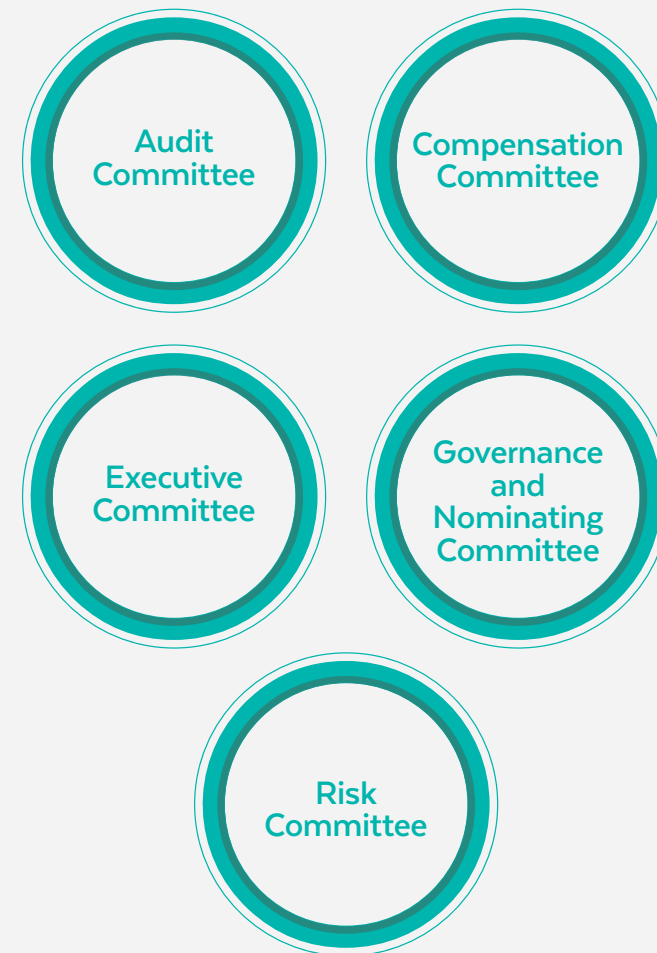 Audit
Committee
Compensation
Committee
Executive
Committee
Governance
and
Nominating
Committee
Risk
Committee